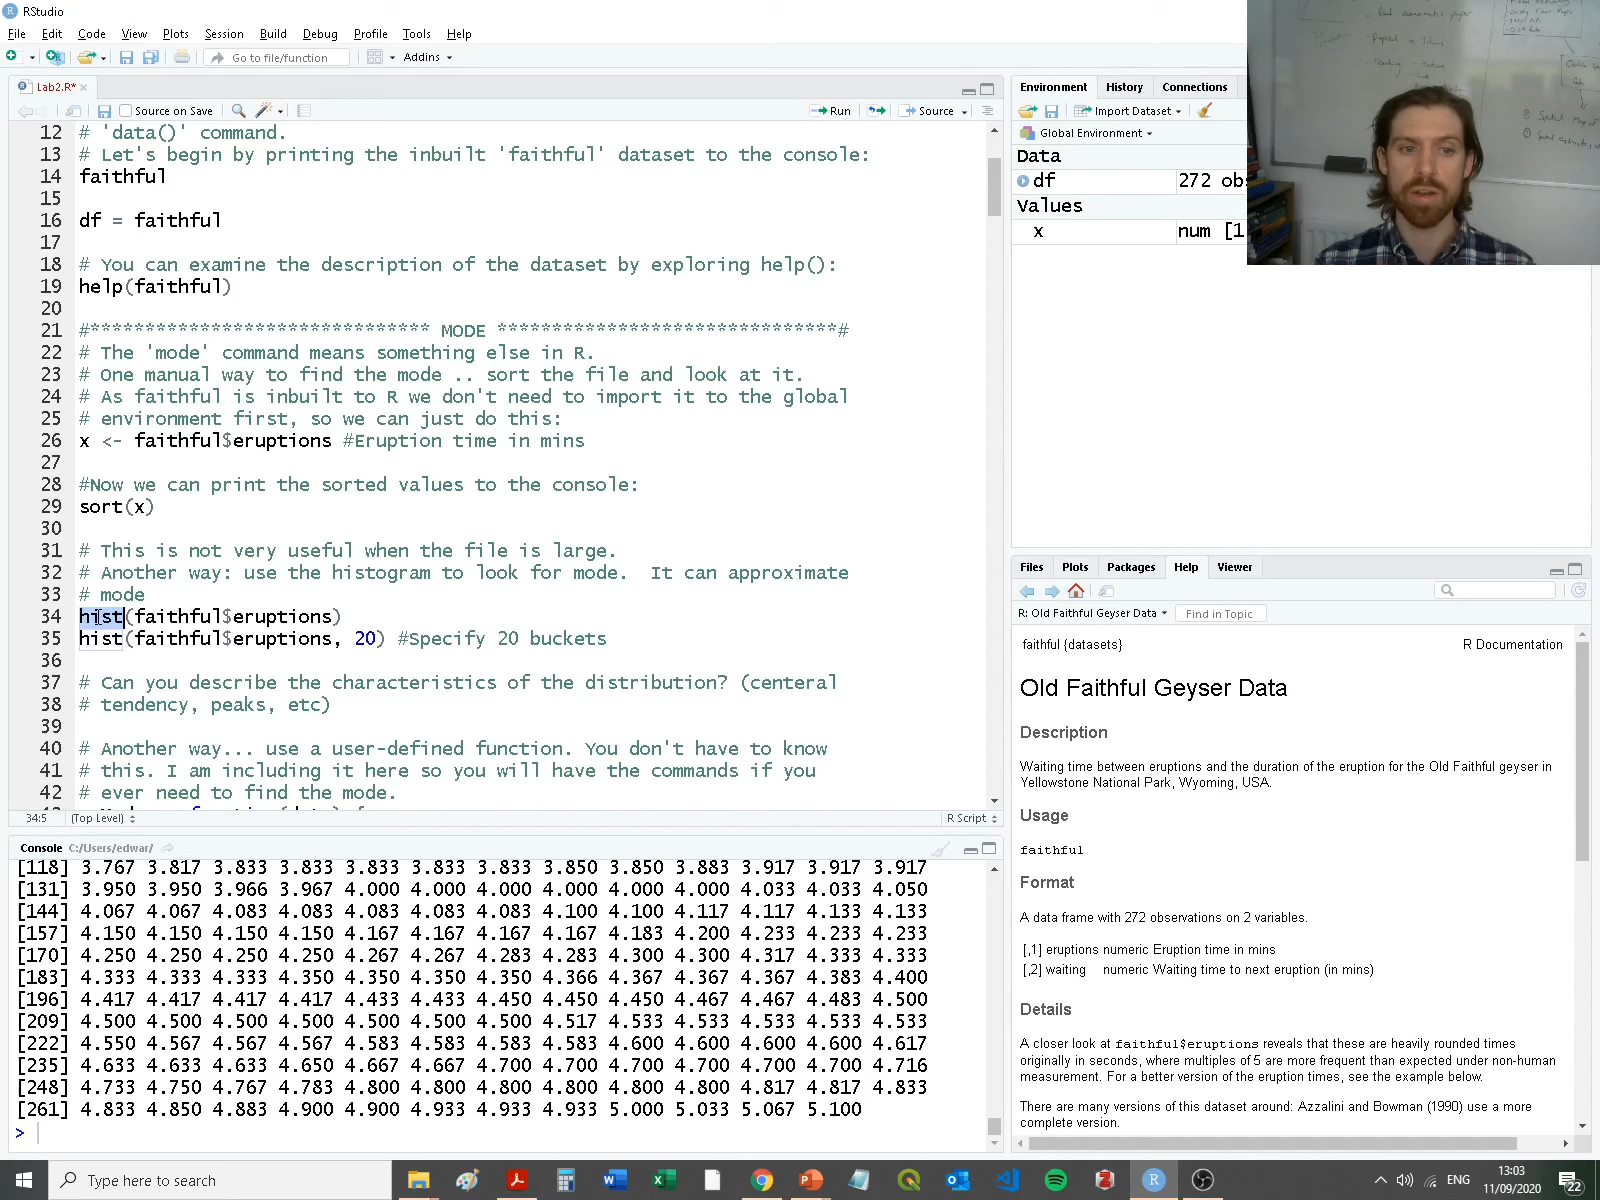 RStudio
File Edit Code View Plots Session Build Debug Profile Tools Help
Go to file/function Addins
Lab2.R*
Source on Save Run Source
12 # 'data()' command.
13 # Let's begin by printing the inbuilt 'faithful' dataset to the console:
14 faithful
15
16 df = faithful
17
18 # You can examine the description of the dataset by exploring help():
19 help(faithful)
20
21 #******************************* MODE *******************************#
22 # The 'mode' command means something else in R.
23 # One manual way to find the mode .. sort the file and look at it.
24 # As faithful is inbuilt to R we don't need to import it to the global
25 # environment first, so we can just do this:
26 x <- faithful$eruptions #Eruption time in mins
27
28 #Now we can print the sorted values to the console:
29 sort(x)
30
31 # This is not very useful when the file is large.
32 # Another way: use the histogram to look for mode.  It can approximate
33 # mode
34 hist(faithful$eruptions)
35 hist(faithful$eruptions, 20) #Specify 20 buckets
36
37 # Can you describe the characteristics of the distribution? (centeral
38 # tendency, peaks, etc)
39
40 # Another way... use a user-defined function. You don't have to know
41 # this. I am including it here so you will have the commands if you
42 # ever need to find the mode.
34:5 (Top Level) R Script
Console C:/Users/edwar/
[118] 3.767 3.817 3.833 3.833 3.833 3.833 3.833 3.850 3.850 3.883 3.917 3.917 3.917
[131] 3.950 3.950 3.966 3.967 4.000 4.000 4.000 4.000 4.000 4.000 4.033 4.033 4.050
[144] 4.067 4.067 4.083 4.083 4.083 4.083 4.083 4.100 4.100 4.117 4.117 4.133 4.133
[157] 4.150 4.150 4.150 4.150 4.167 4.167 4.167 4.167 4.183 4.200 4.233 4.233 4.233
[170] 4.250 4.250 4.250 4.250 4.267 4.267 4.283 4.283 4.300 4.300 4.317 4.333 4.333
[183] 4.333 4.333 4.333 4.350 4.350 4.350 4.350 4.366 4.367 4.367 4.367 4.383 4.400
[196] 4.417 4.417 4.417 4.417 4.433 4.433 4.450 4.450 4.450 4.467 4.467 4.483 4.500
[209] 4.500 4.500 4.500 4.500 4.500 4.500 4.500 4.517 4.533 4.533 4.533 4.533 4.533
[222] 4.550 4.567 4.567 4.567 4.583 4.583 4.583 4.583 4.600 4.600 4.600 4.600 4.617
[235] 4.633 4.633 4.633 4.650 4.667 4.667 4.700 4.700 4.700 4.700 4.700 4.700 4.716
[248] 4.733 4.750 4.767 4.783 4.800 4.800 4.800 4.800 4.800 4.800 4.817 4.817 4.833
[261] 4.833 4.850 4.883 4.900 4.900 4.933 4.933 4.933 5.000 5.033 5.067 5.100
>
Environment History Connections
Import Dataset
Global Environment
Data
df 272 obs
Values
x num [1
Files Plots Packages Help Viewer
R: Old Faithful Geyser Data Find in Topic
faithful {datasets} R Documentation
Old Faithful Geyser Data
Description
Waiting time between eruptions and the duration of the eruption for the Old Faithful geyser in
Yellowstone National Park, Wyoming, USA.
Usage
faithful
Format
A data frame with 272 observations on 2 variables.
[,1] eruptions numeric Eruption time in mins
[,2] waiting numeric Waiting time to next eruption (in mins)
Details
A closer look at faithful$eruptions reveals that these are heavily rounded times
originally in seconds, where multiples of 5 are more frequent than expected under non-human
measurement. For a better version of the eruption times, see the example below.
There are many versions of this dataset around: Azzalini and Bowman (1990) use a more
complete version.
Type here to search
ENG
13:03
11/09/2020
22